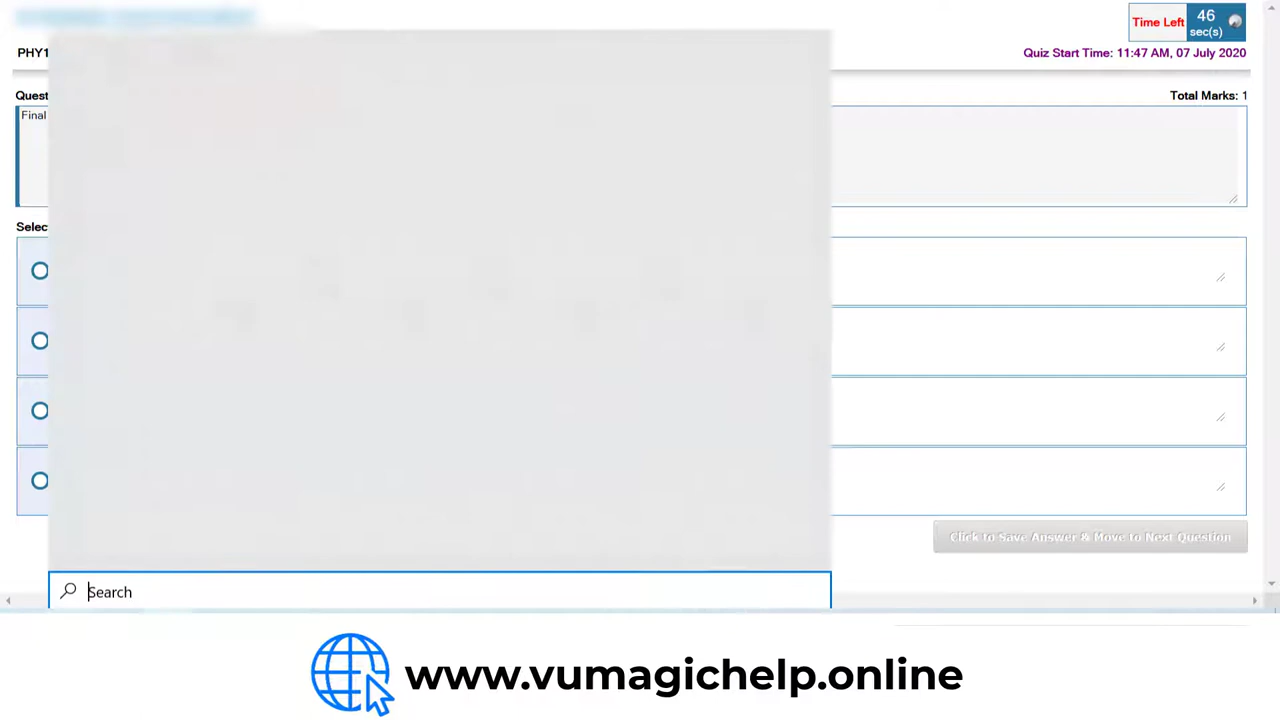 Time Left
46
sec(s)
PHY1
Quiz Start Time: 11:47 AM, 07 July 2020
Quest
Total Marks: 1
Final
Selec
Click to Save Answer & Move to Next Question
Search
www.vumagichelp.online